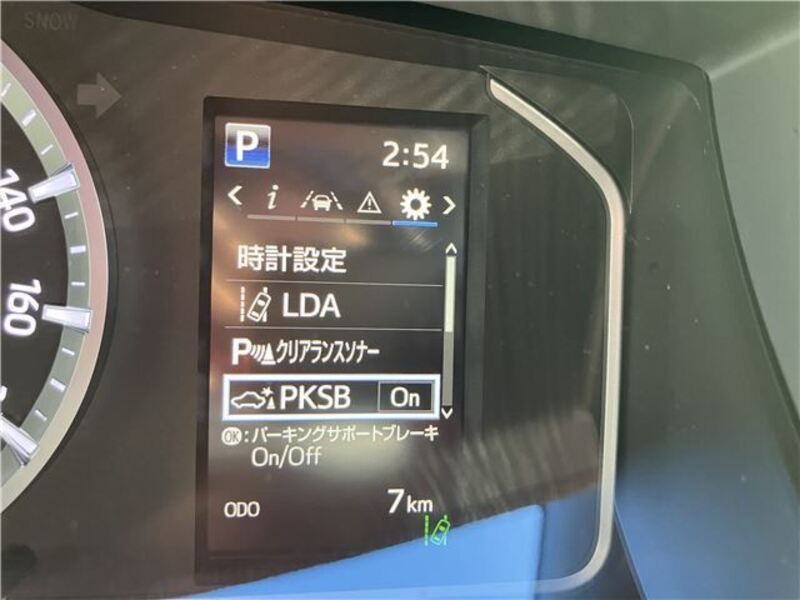 SNOW
P
2:54
時計設定
LDA
P クリアランスソナー
PKSB On
OK:パーキングサポートブレーキ
On/Off
ODO 7 km
140
160